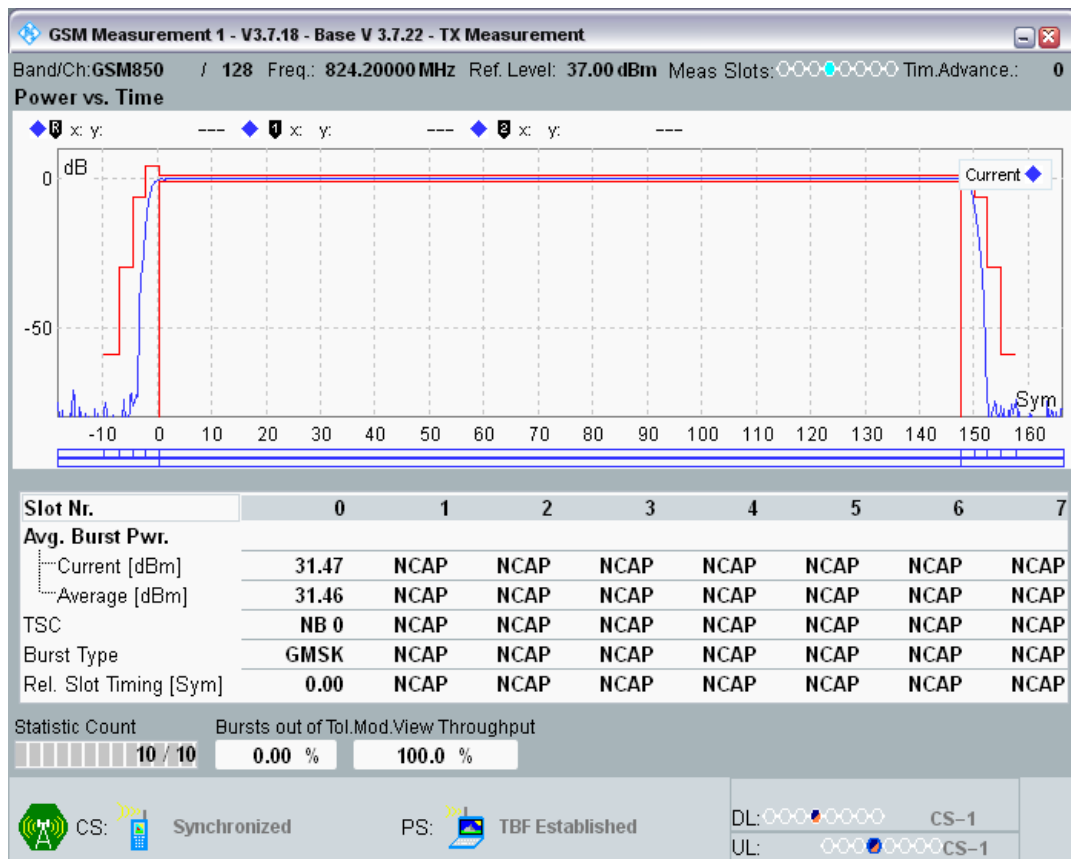 GSM Measurement 1 - V3.7.18 - Base V 3.7.22 - TX Measurement
Band/Ch:GSM850 / 128 Freq.: 824.20000 MHz Ref. Level: 37.00 dBm Meas Slots: Tim.Advance.: 0
Power vs. Time
R x: y: --- 1 x: y: --- 2 x: y: ---
dB
Current
0
-50
Sym
-10 0 10 20 30 40 50 60 70 80 90 100 110 120 130 140 150 160
Slot Nr. 0 1 2 3 4 5 6 7
Avg. Burst Pwr.
Current [dBm] 31.47 NCAP NCAP NCAP NCAP NCAP NCAP NCAP
Average [dBm] 31.46 NCAP NCAP NCAP NCAP NCAP NCAP NCAP
TSC NB 0 NCAP NCAP NCAP NCAP NCAP NCAP NCAP
Burst Type GMSK NCAP NCAP NCAP NCAP NCAP NCAP NCAP
Rel. Slot Timing [Sym] 0.00 NCAP NCAP NCAP NCAP NCAP NCAP NCAP
Statistic Count Bursts out of Tol.Mod.View Throughput
10 / 10 0.00 % 100.0 %
CS: Synchronized PS: TBF Established
DL: CS-1
UL: CS-1